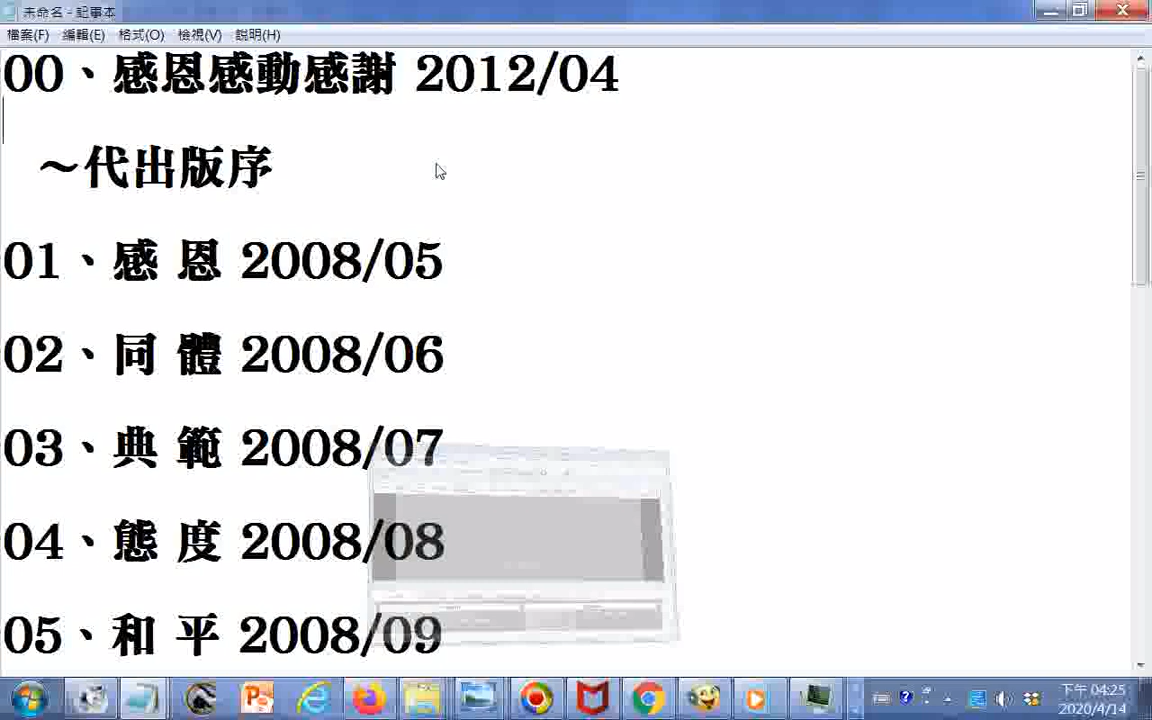 未命名 - 記事本
檔案(F) 編輯(E) 格式(O) 檢視(V) 說明(H)
00、感恩感動感謝 2012/04
～代出版序
01、感 恩 2008/05
02、同 體 2008/06
03、典 範 2008/07
04、態 度 2008/08
05、和 平 2008/09
下午 04:25
2020/4/14